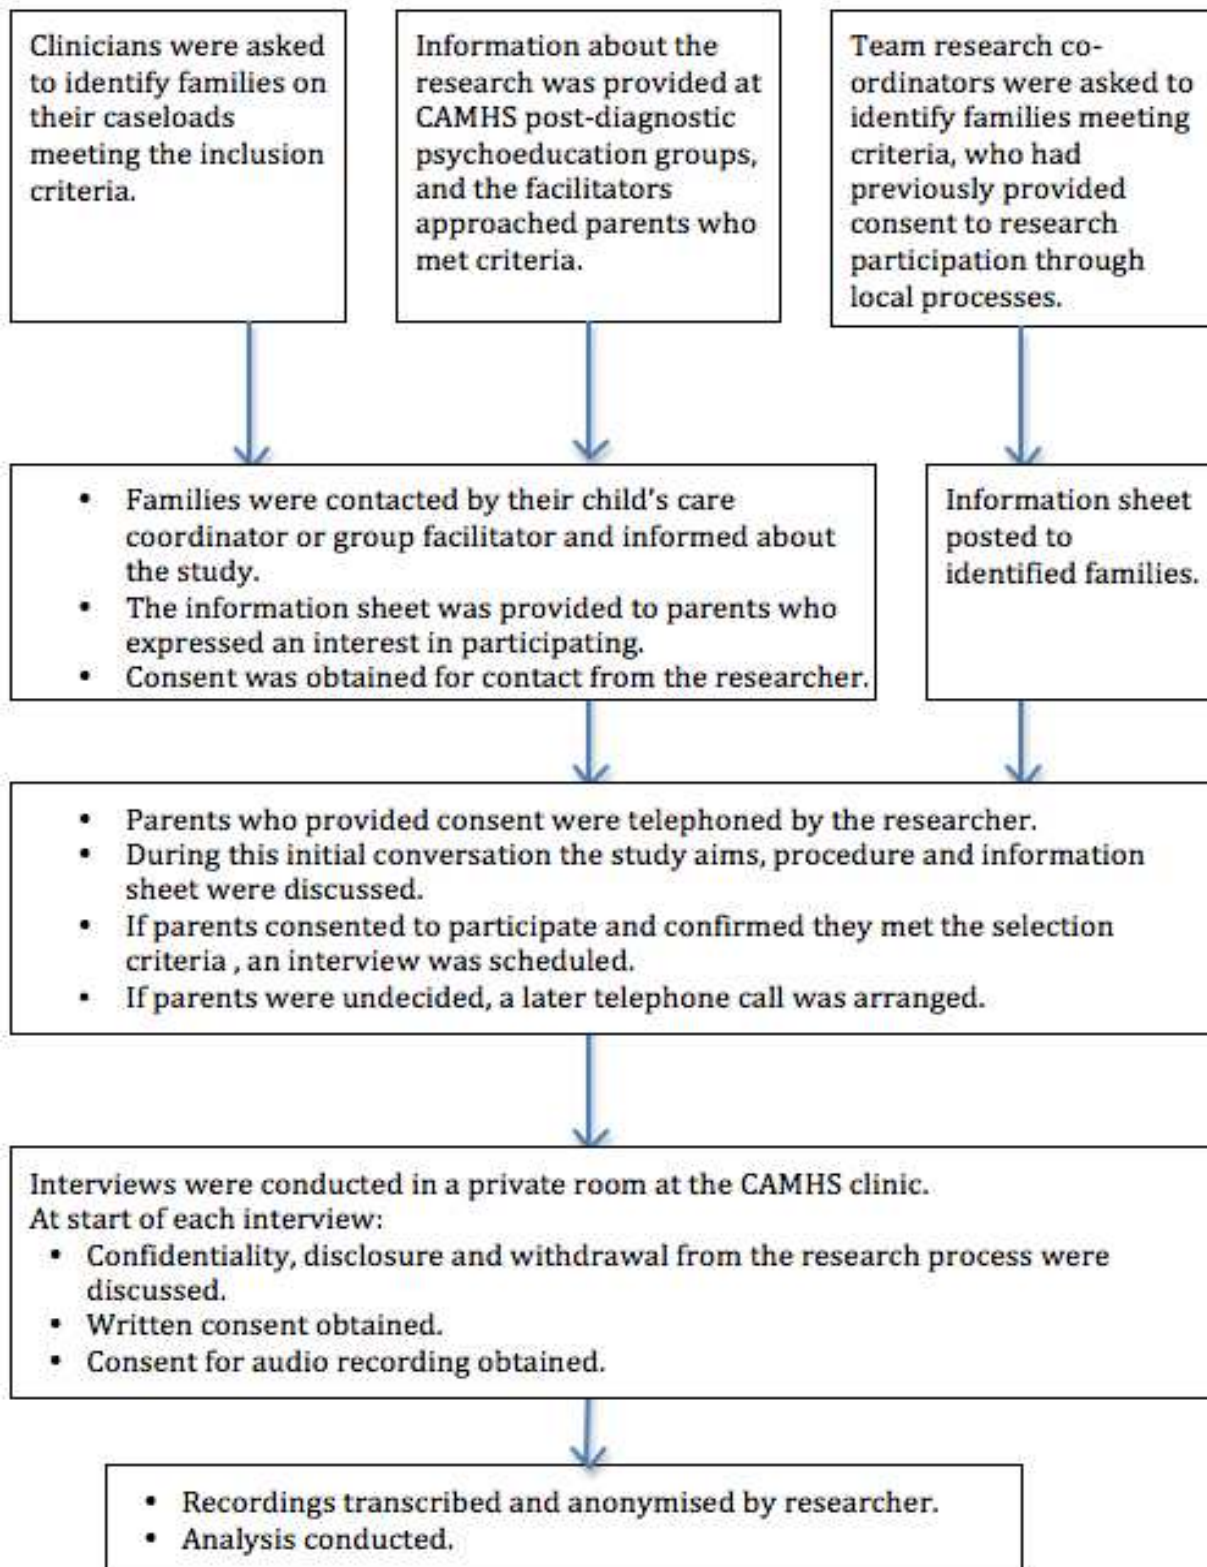 Clinicians were asked
to identify families on
their caseloads
meeting the inclusion
criteria.
Information about the
research was provided at
CAMHS post-diagnostic
psychoeducation groups,
and the facilitators
approached parents who
met criteria.
Team research co-
ordinators were asked to
identify families meeting
criteria, who had
previously provided
consent to research
participation through
local processes.
• Families were contacted by their child's care
coordinator or group facilitator and informed about
the study.
• The information sheet was provided to parents who
expressed an interest in participating.
• Consent was obtained for contact from the researcher.
Information sheet
posted to
identified families.
• Parents who provided consent were telephoned by the researcher.
• During this initial conversation the study aims, procedure and information
sheet were discussed.
• If parents consented to participate and confirmed they met the selection
criteria , an interview was scheduled.
• If parents were undecided, a later telephone call was arranged.
Interviews were conducted in a private room at the CAMHS clinic.
At start of each interview:
• Confidentiality, disclosure and withdrawal from the research process were
discussed.
• Written consent obtained.
• Consent for audio recording obtained.
• Recordings transcribed and anonymised by researcher.
• Analysis conducted.